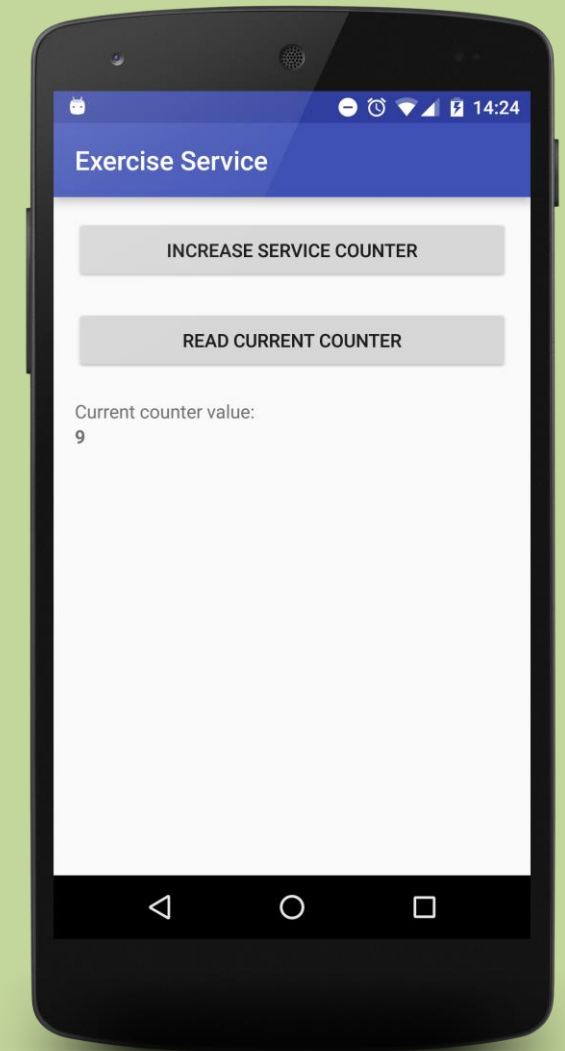 14:24
Exercise Service
INCREASE SERVICE COUNTER
READ CURRENT COUNTER
Current counter value:
9